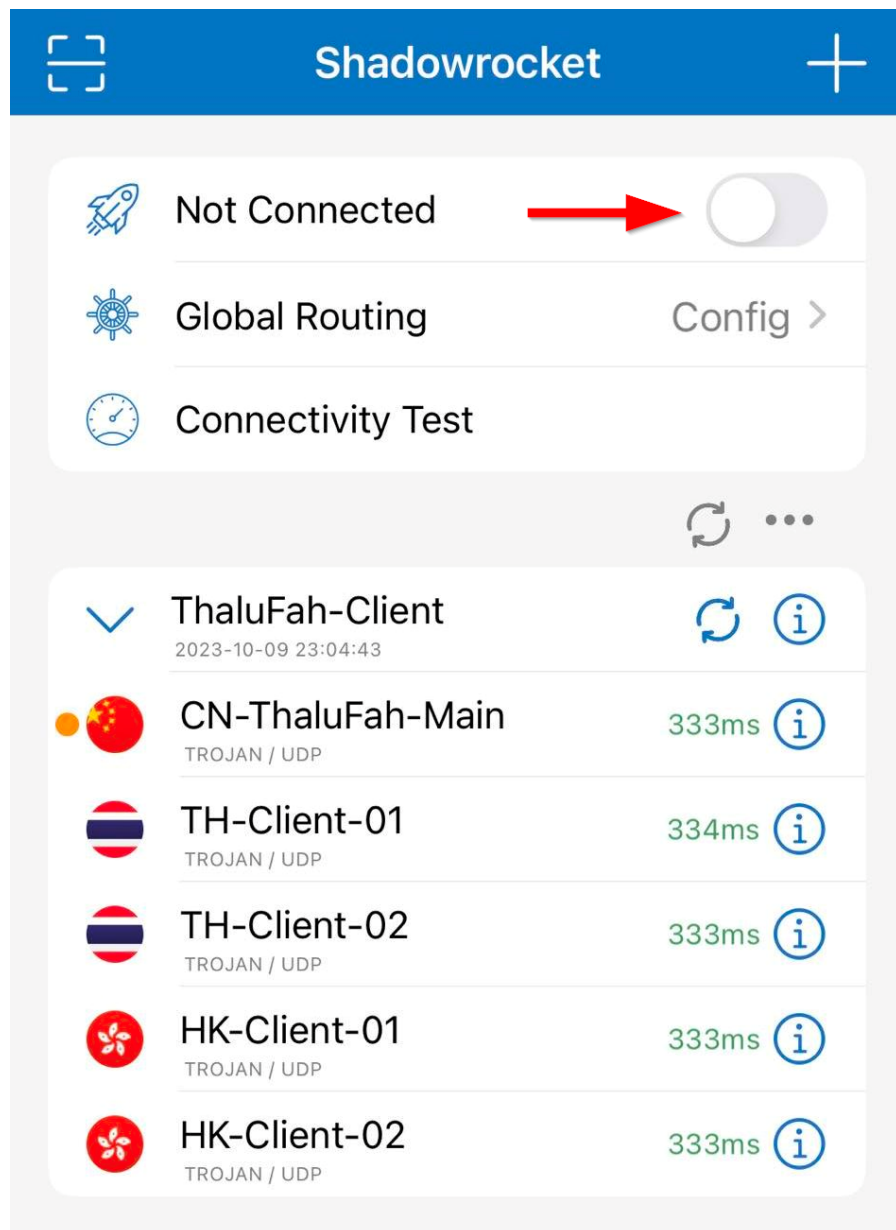 Shadowrocket
Not Connected
Global Routing Config
Connectivity Test
ThaluFah-Client
2023-10-09 23:04:43
CN-ThaluFah-Main 333ms
TROJAN / UDP
TH-Client-01 334ms
TROJAN / UDP
TH-Client-02 333ms
TROJAN / UDP
HK-Client-01 333ms
TROJAN / UDP
HK-Client-02 333ms
TROJAN / UDP